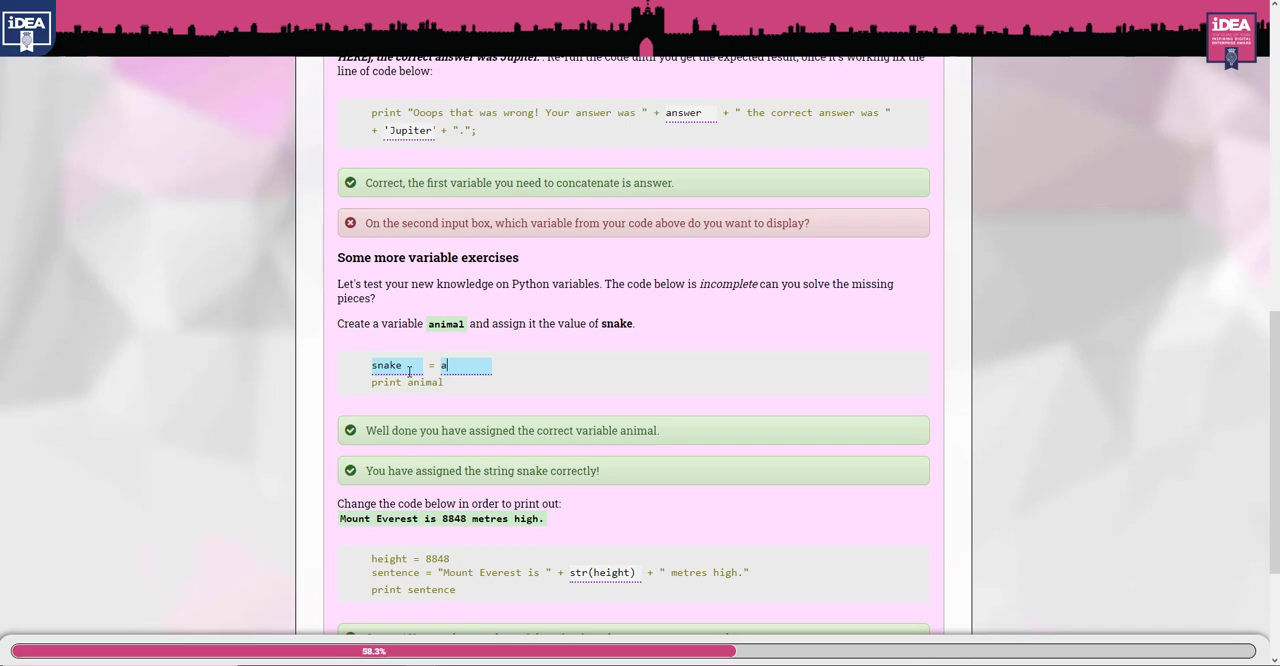 iDEA
iDEA
INSPIRING DIGITAL
ENTERPRISE AWARD
HERE], the correct answer was Jupiter.". Re-run the code until you get the expected result, once it's working fix the
line of code below:
print "Ooops that was wrong! Your answer was " + answer + " the correct answer was "
+ 'Jupiter' + ".";
Correct, the first variable you need to concatenate is answer.
On the second input box, which variable from your code above do you want to display?
Some more variable exercises
Let's test your new knowledge on Python variables. The code below is incomplete can you solve the missing
pieces?
Create a variable animal and assign it the value of snake.
snake = a
print animal
Well done you have assigned the correct variable animal.
You have assigned the string snake correctly!
Change the code below in order to print out:
Mount Everest is 8848 metres high.
height = 8848
sentence = "Mount Everest is " + str(height) + " metres high."
print sentence
58.3%